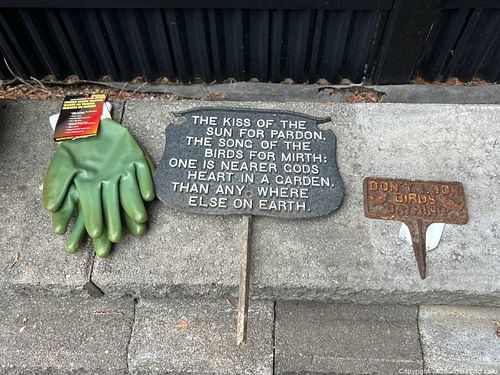 THE KISS OF THE
SUN FOR PARDON.
THE SONG OF THE
BIRDS FOR MIRTH:
ONE IS NEARER GODS
HEART IN A GARDEN.
THAN ANY WHERE
ELSE ON EARTH.
DON'T LOOK
BIRDS
BATHING